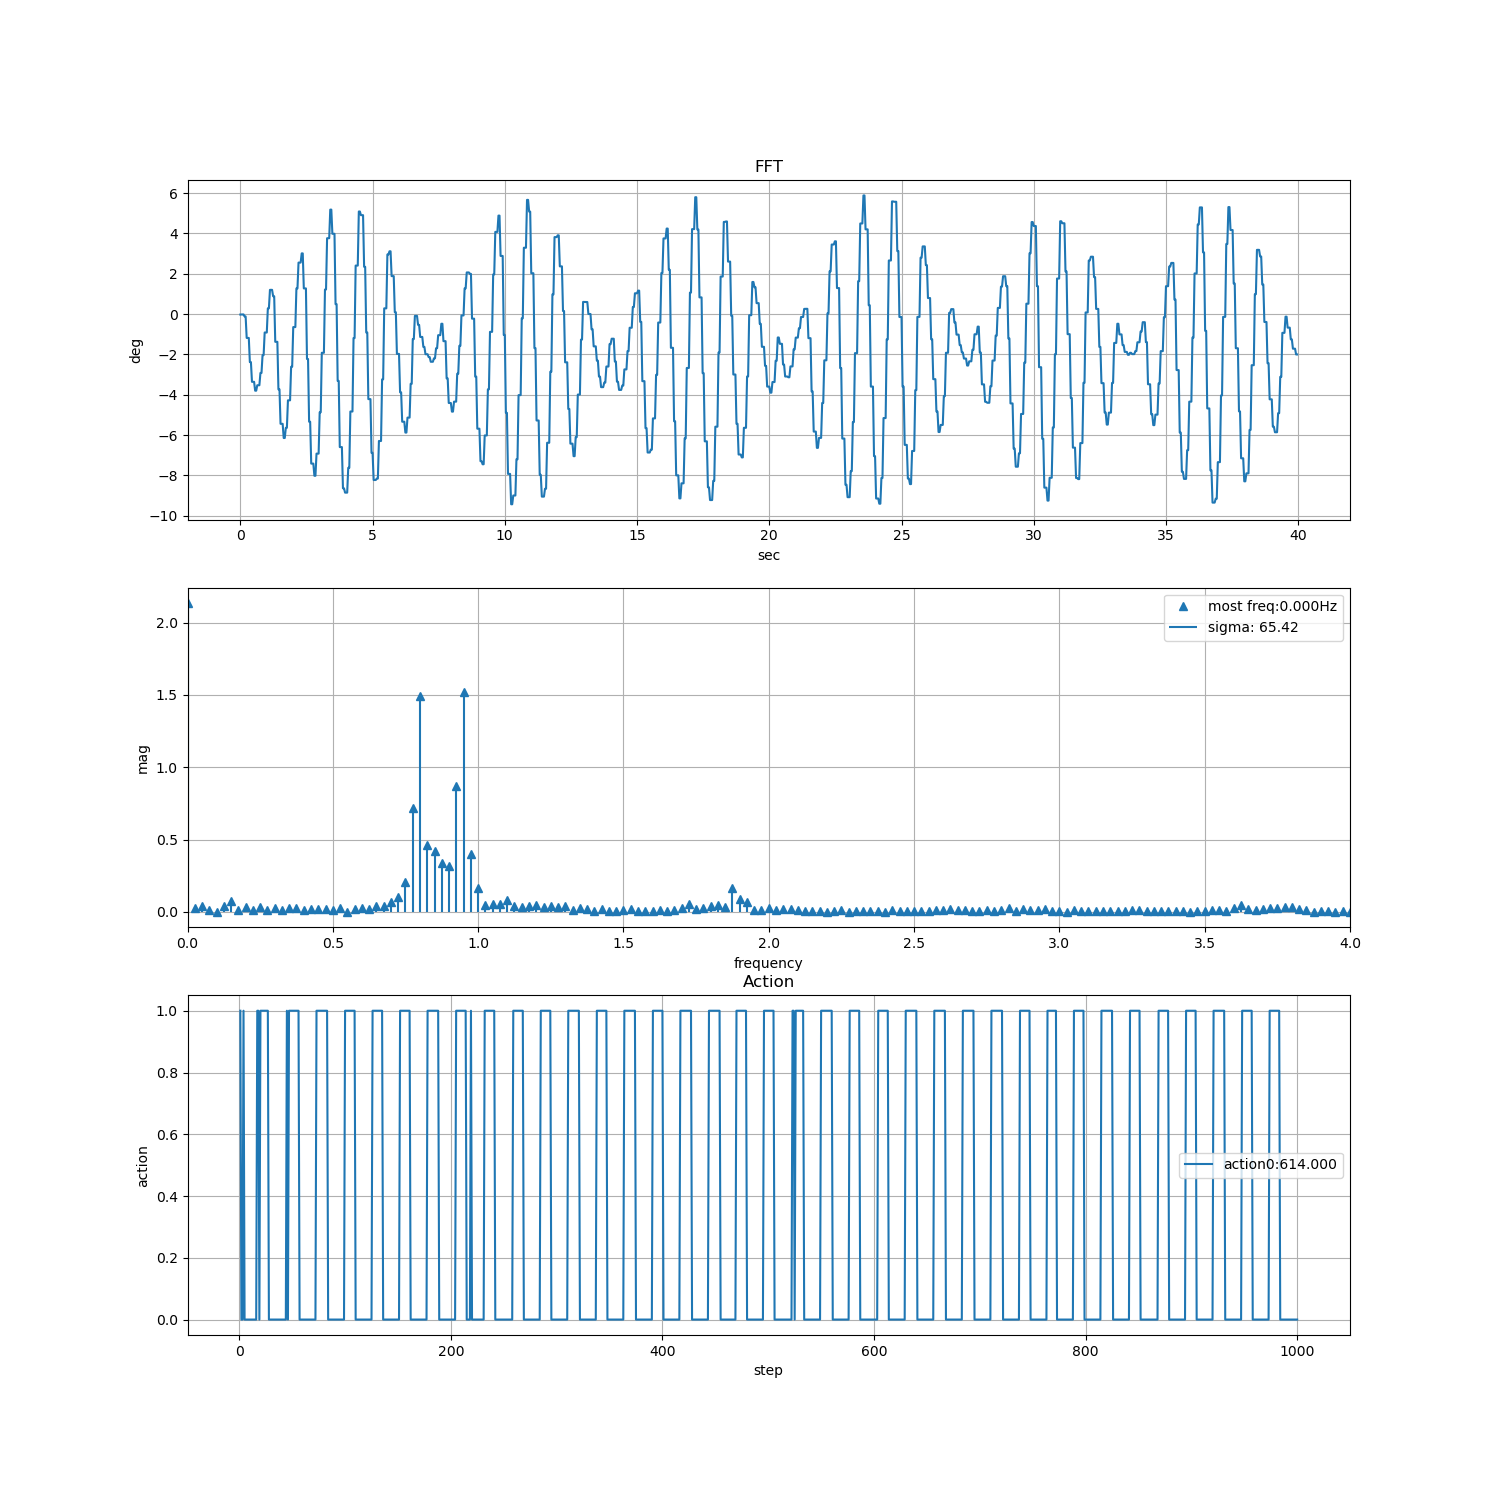 FFT
6
4
2
0
−2
−4
−6
−8
−10
deg
0 5 10 15 20 25 30 35 40
sec
most freq:0.000Hz
sigma: 65.42
2.0
1.5
1.0
0.5
0.0
mag
0.0 0.5 1.0 1.5 2.0 2.5 3.0 3.5 4.0
frequency
Action
1.0
0.8
0.6
0.4
0.2
0.0
action
action0:614.000
0 200 400 600 800 1000
step